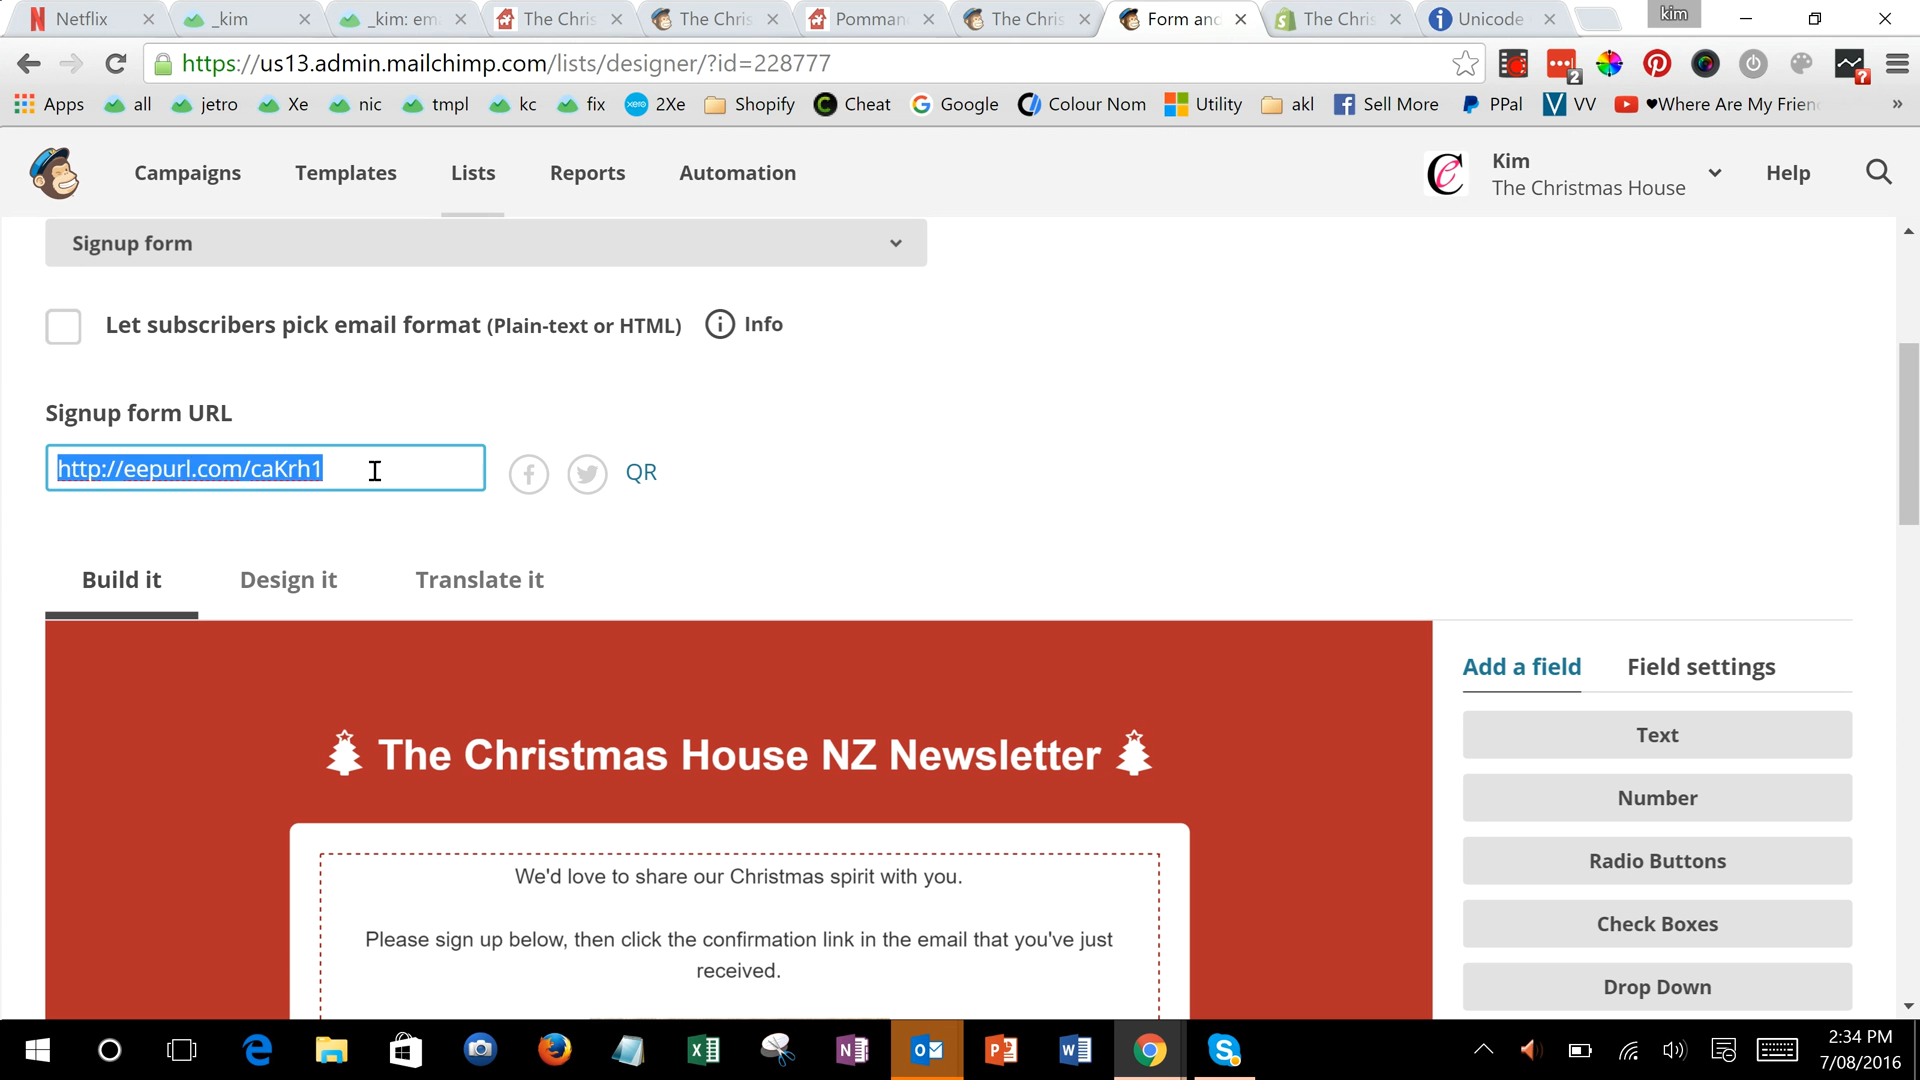 Netflix
_kim
_kim: em
The Chris
The Chris
Pomman
The Chris
Form and
The Chris
Unicode
kim
https://us13.admin.mailchimp.com/lists/designer/?id=228777
2
?
Apps
all
jetro
Xe
nic
tmpl
kc
fix
xero
2Xe
Shopify
Cheat
Google
Colour Nom
Utility
akl
Sell More
PPal
VV
♥Where Are My Frien
»
Campaigns
Templates
Lists
Reports
Automation
Kim
The Christmas House
Help
Signup form
Let subscribers pick email format (Plain-text or HTML)
Info
Signup form URL
http://eepurl.com/caKrh1
QR
Build it
Design it
Translate it
Add a field
Field settings
The Christmas House NZ Newsletter
We'd love to share our Christmas spirit with you.
Please sign up below, then click the confirmation link in the email that you've just
received.
Text
Number
Radio Buttons
Check Boxes
Drop Down
2:34 PM
7/08/2016